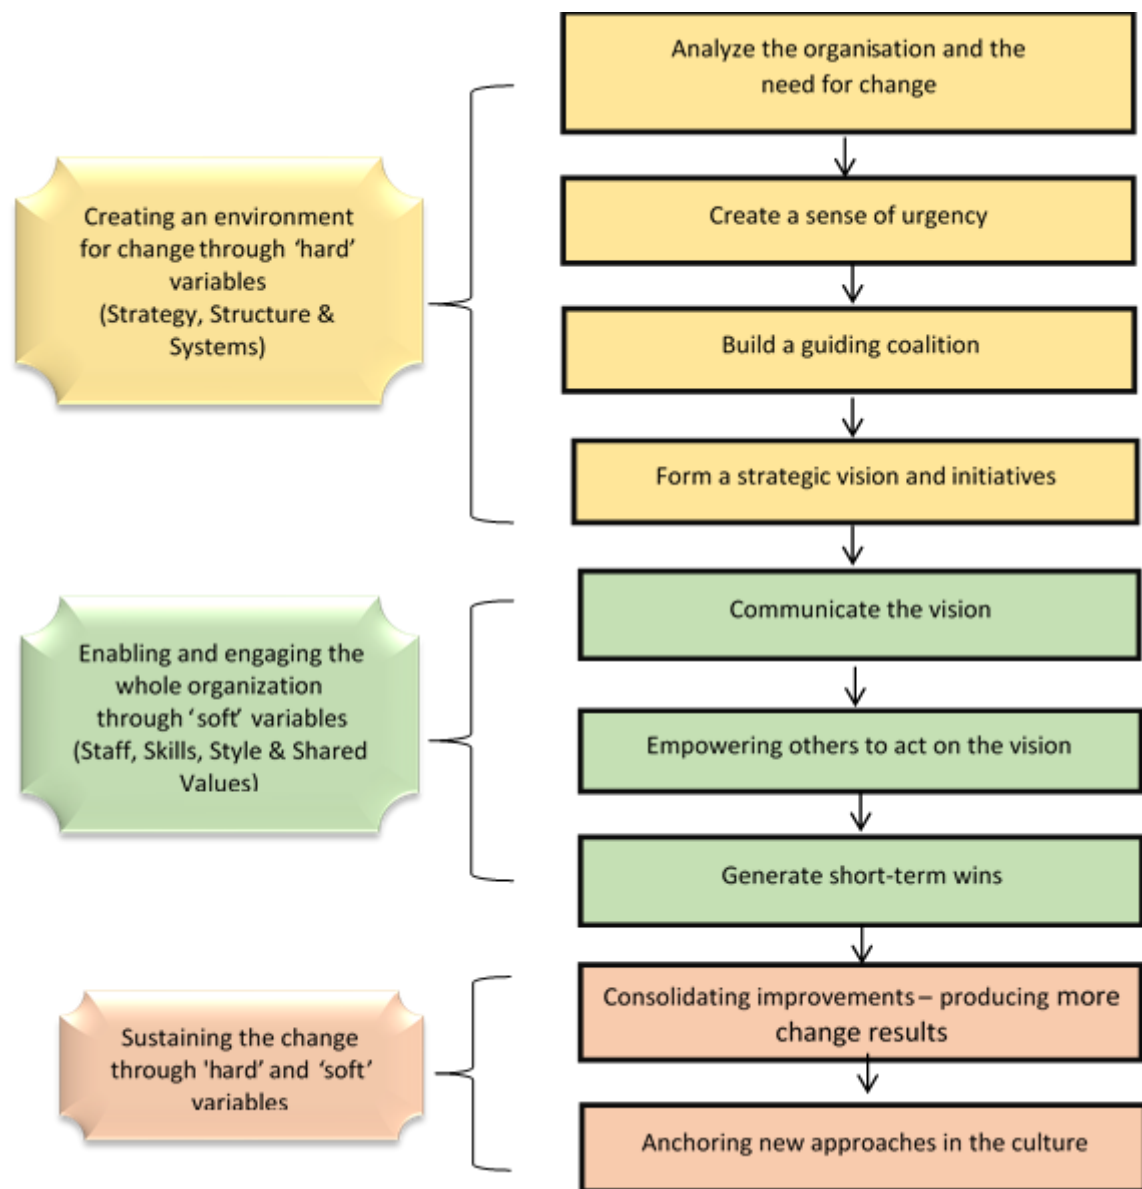 Analyze the organisation and the
need for change
Creating an environment
for change through ‘hard’
variables
(Strategy, Structure &
Systems)
Create a sense of urgency
Build a guiding coalition
Form a strategic vision and initiatives
Enabling and engaging the
whole organization
through ‘soft’ variables
(Staff, Skills, Style & Shared
Values)
Communicate the vision
Empowering others to act on the vision
Generate short-term wins
Sustaining the change
through 'hard’ and ‘soft’
variables
Consolidating improvements – producing more
change results
Anchoring new approaches in the culture